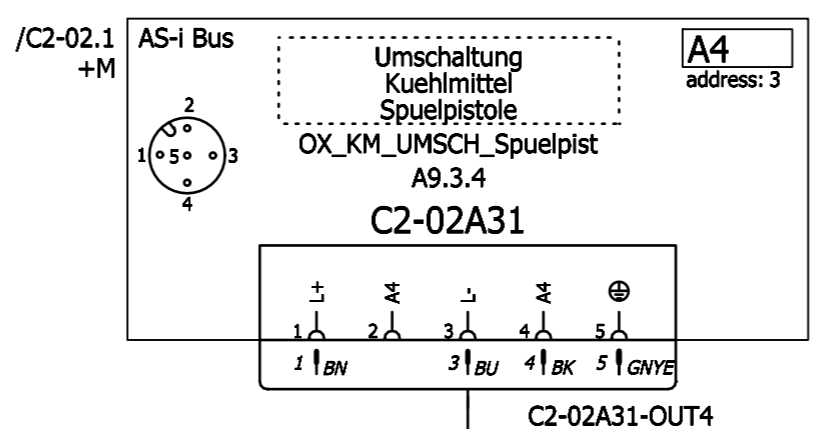 /C2-02.1
+M
AS-i Bus
Umschaltung
Kuehlmittel
Spuelpistole
A4
address: 3
2
1 5 3
4
OX_KM_UMSCH_Spuelpist
A9.3.4
C2-02A31
L+ A4 L- A4
1 2 3 4 5
1 BN 3 BU 4 BK 5 GNYE
C2-02A31-OUT4